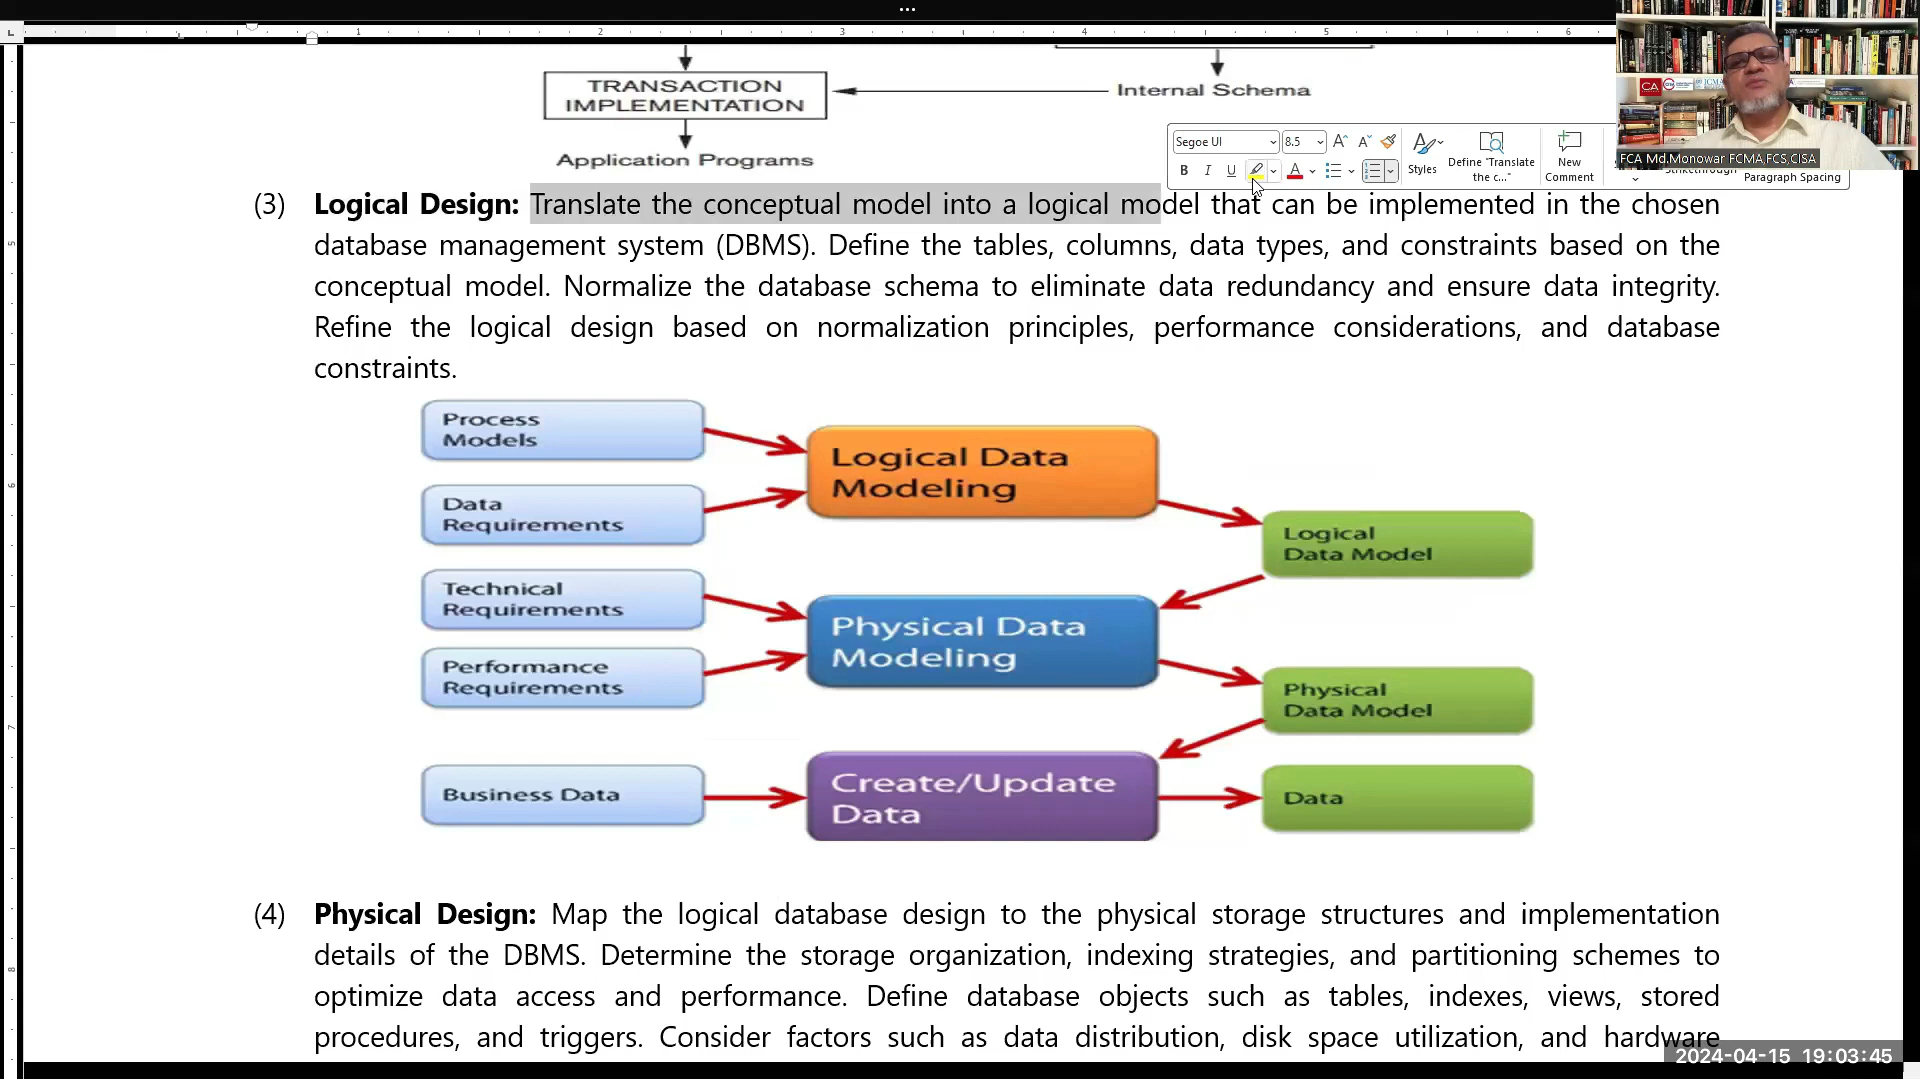 ...
1 2 3 4 5 6
TRANSACTION
IMPLEMENTATION
Internal Schema
Application Programs
Segoe UI 8.5
Styles
Define "Translate
the c..."
New
Comment
Paragraph Spacing
CA
FCA Md.Monowar FCMA,FCS,CISA
(3) Logical Design: Translate the conceptual model into a logical model that can be implemented in the chosen
database management system (DBMS). Define the tables, columns, data types, and constraints based on the
conceptual model. Normalize the database schema to eliminate data redundancy and ensure data integrity.
Refine the logical design based on normalization principles, performance considerations, and database
constraints.
Process
Models
Logical Data
Modeling
Data
Requirements
Logical
Data Model
Technical
Requirements
Physical Data
Modeling
Performance
Requirements
Physical
Data Model
Business Data
Create/Update
Data
Data
(4) Physical Design: Map the logical database design to the physical storage structures and implementation
details of the DBMS. Determine the storage organization, indexing strategies, and partitioning schemes to
optimize data access and performance. Define database objects such as tables, indexes, views, stored
procedures, and triggers. Consider factors such as data distribution, disk space utilization, and hardware
2024-04-15 19:03:45